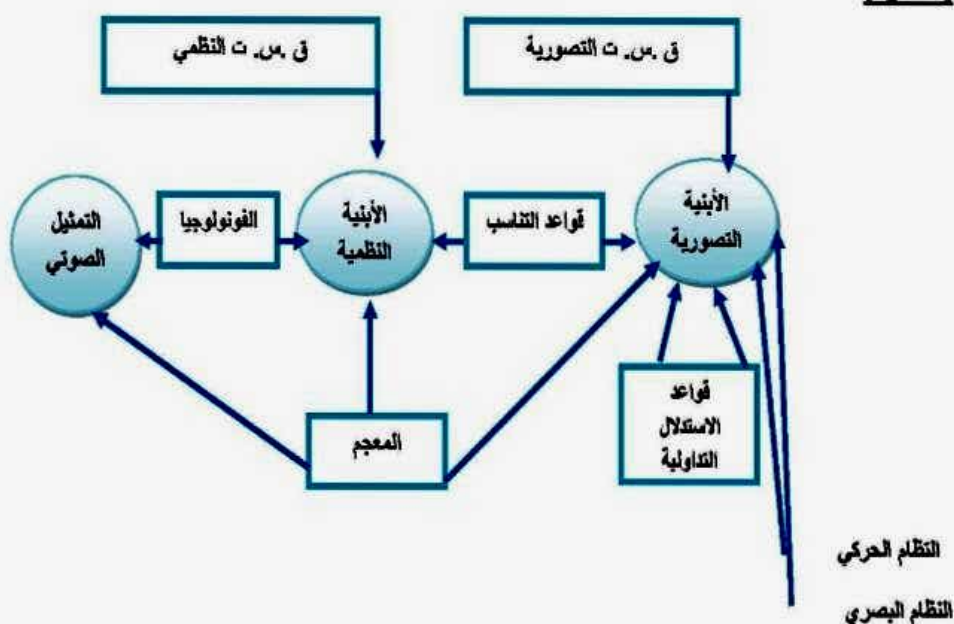 ق .س. ت التصورية
ق .س. ت النظمي
الأبنية
التصورية
قواعد التناسب
الأبنية
النظمية
الفونولوجيا
التمثيل
الصوتي
قواعد
الاستدلال
التداولية
المعجم
النظام الحركي
النظام البصري